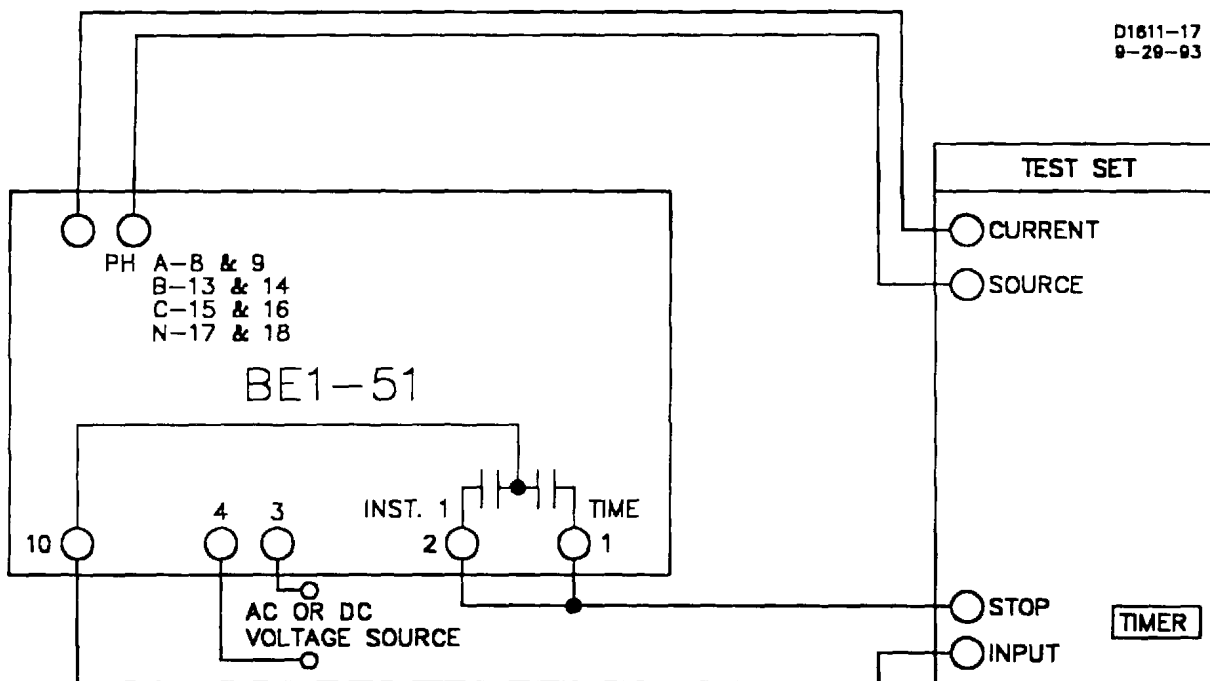 D1611-17
9-29-93
TEST SET
CURRENT
SOURCE
PH A-8 & 9
B-13 & 14
C-15 & 16
N-17 & 18
BE1-51
INST. 1
TIME
10
4
3
2
1
AC OR DC
VOLTAGE SOURCE
STOP
INPUT
TIMER